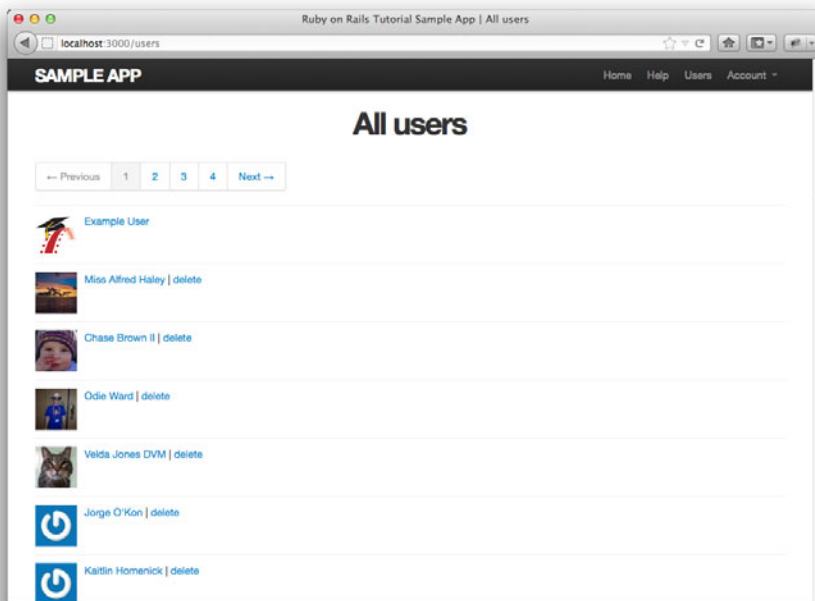 Ruby on Rails Tutorial Sample App | All users
localhost:3000/users
SAMPLE APP
Home Help Users Account
All users
← Previous 1 2 3 4 Next →
Example User
Miss Alfred Haley | delete
Chase Brown II | delete
Odie Ward | delete
Velda Jones DVM | delete
Jorge O'Kon | delete
Kaitlin Homenick | delete